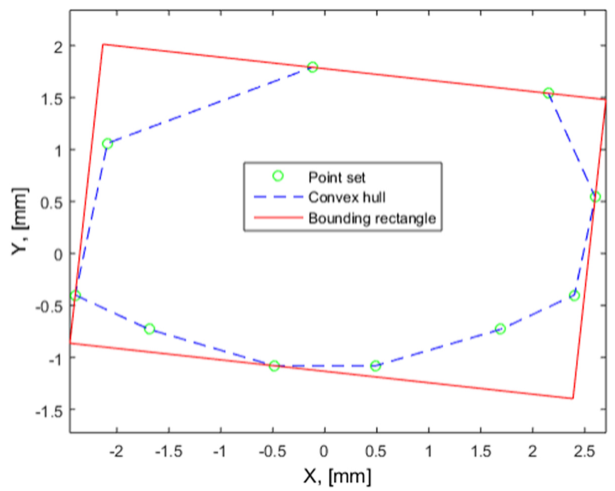 2
1.5
1
0.5
0
-0.5
-1
-1.5
Y, [mm]
Point set
Convex hull
Bounding rectangle
-2 -1.5 -1 -0.5 0 0.5 1 1.5 2 2.5
X, [mm]